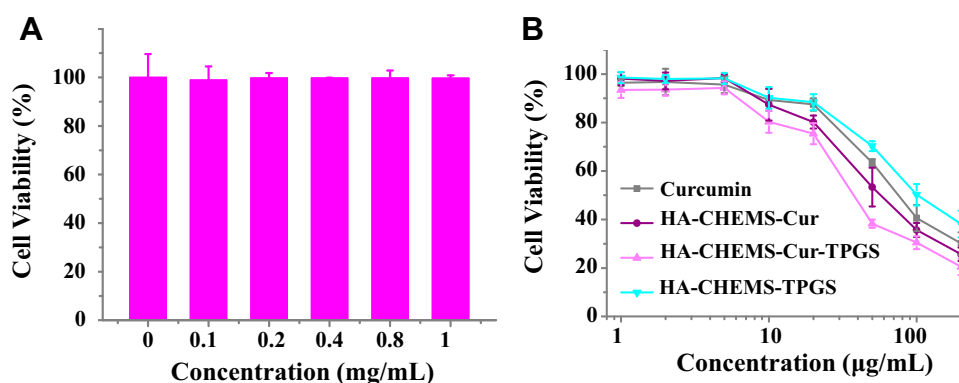 A
Cell Viability (%)
100
80
60
40
20
0
0 0.1 0.2 0.4 0.8 1
Concentration (mg/mL)
B
Cell Viability (%)
100
80
60
40
20
0
Curcumin
HA-CHEMS-Cur
HA-CHEMS-Cur-TPGS
HA-CHEMS-TPGS
1 10 100
Concentration (μg/mL)